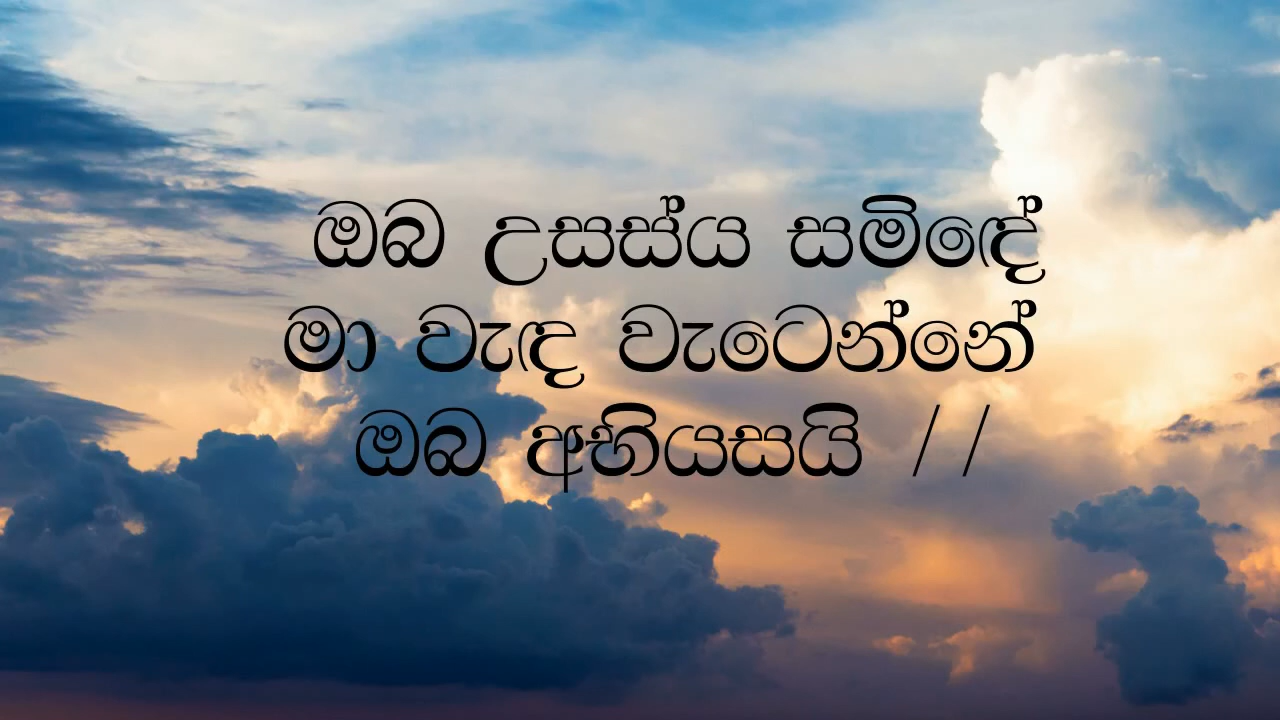 ඔබ උසස්ය සමිඳේ
මා වැඳ වැටෙන්නේ
ඔබ අභියසයි //